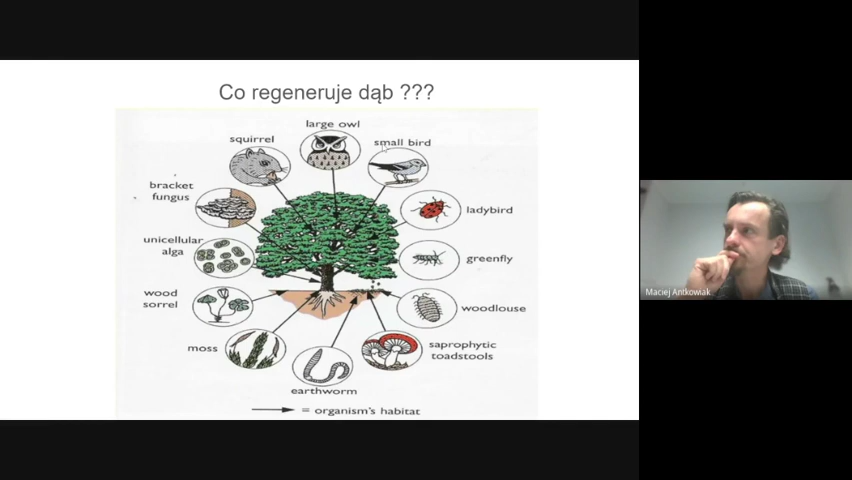 Co regeneruje dąb ???
large owl
squirrel
small bird
bracket
fungus
ladybird
unicellular
alga
greenfly
wood
sorrel
woodlouse
moss
saprophytic
toadstools
earthworm
= organism's habitat
Maciej Antkowiak